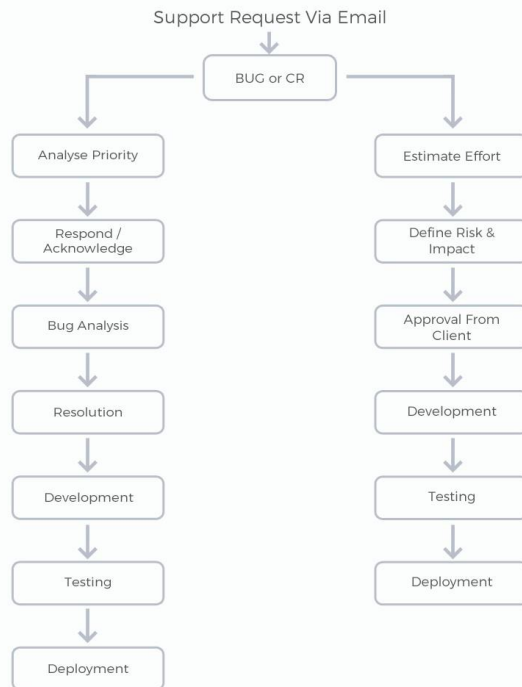 Support Request Via Email
BUG or CR
Analyse Priority
Respond /
Acknowledge
Bug Analysis
Resolution
Development
Testing
Deployment
Estimate Effort
Define Risk &
Impact
Approval From
Client
Development
Testing
Deployment